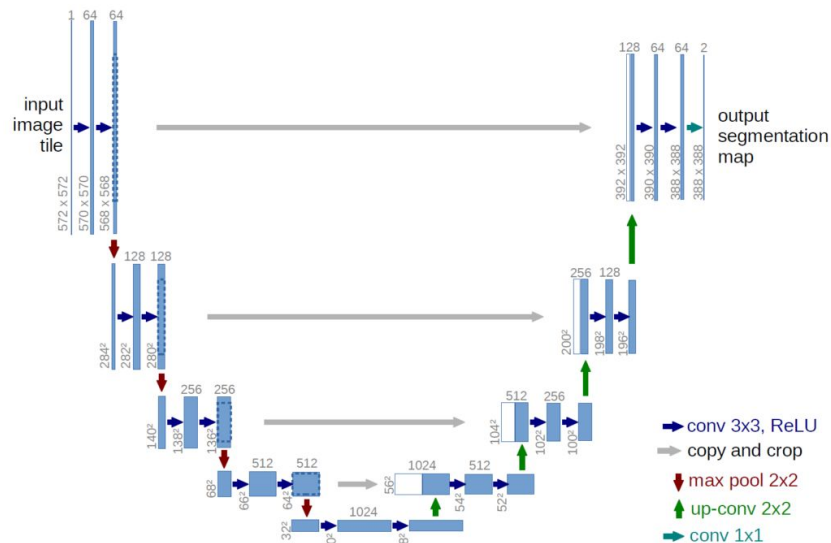 1 64 64
128 64 64 2
input
image
tile
output
segmentation
map
572 x 572
570 x 570
568 x 568
392 x 392
390 x 390
388 x 388
388 x 388
128 128
256 128
284²
282²
280²
200²
198²
196²
256 256
512 256
140²
138²
136²
104²
102²
100²
512 512
1024 512
68²
66²
64²
56²
54²
52²
1024
32²
conv 3x3, ReLU
copy and crop
max pool 2x2
up-conv 2x2
conv 1x1